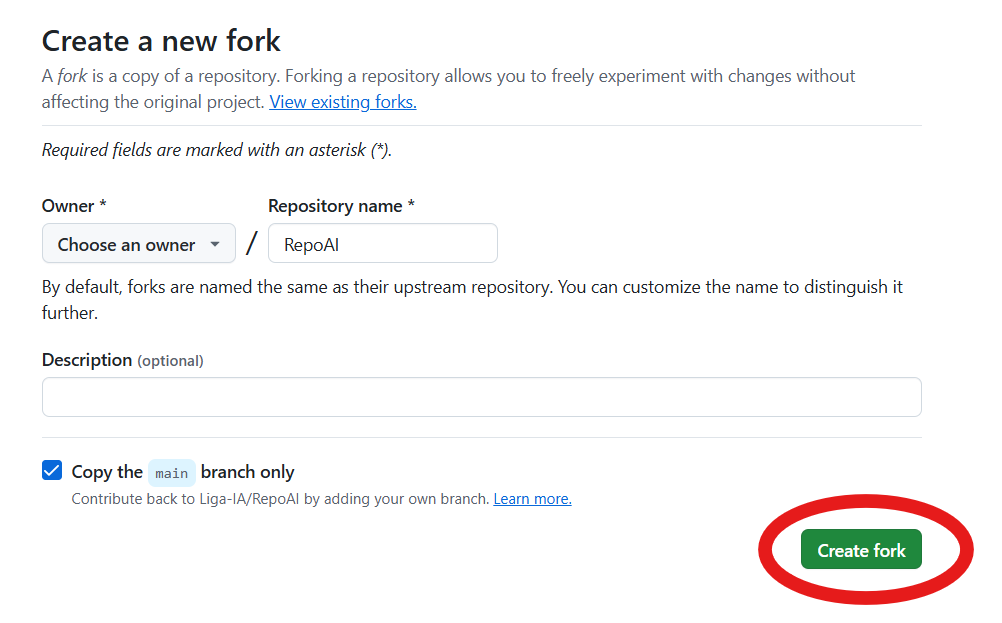 Create a new fork
A fork is a copy of a repository. Forking a repository allows you to freely experiment with changes without
affecting the original project. View existing forks.
Required fields are marked with an asterisk (*).
Owner *
Repository name *
Choose an owner
/
RepoAI
By default, forks are named the same as their upstream repository. You can customize the name to distinguish it
further.
Description (optional)
Copy the main branch only
Contribute back to Liga-IA/RepoAI by adding your own branch. Learn more.
Create fork